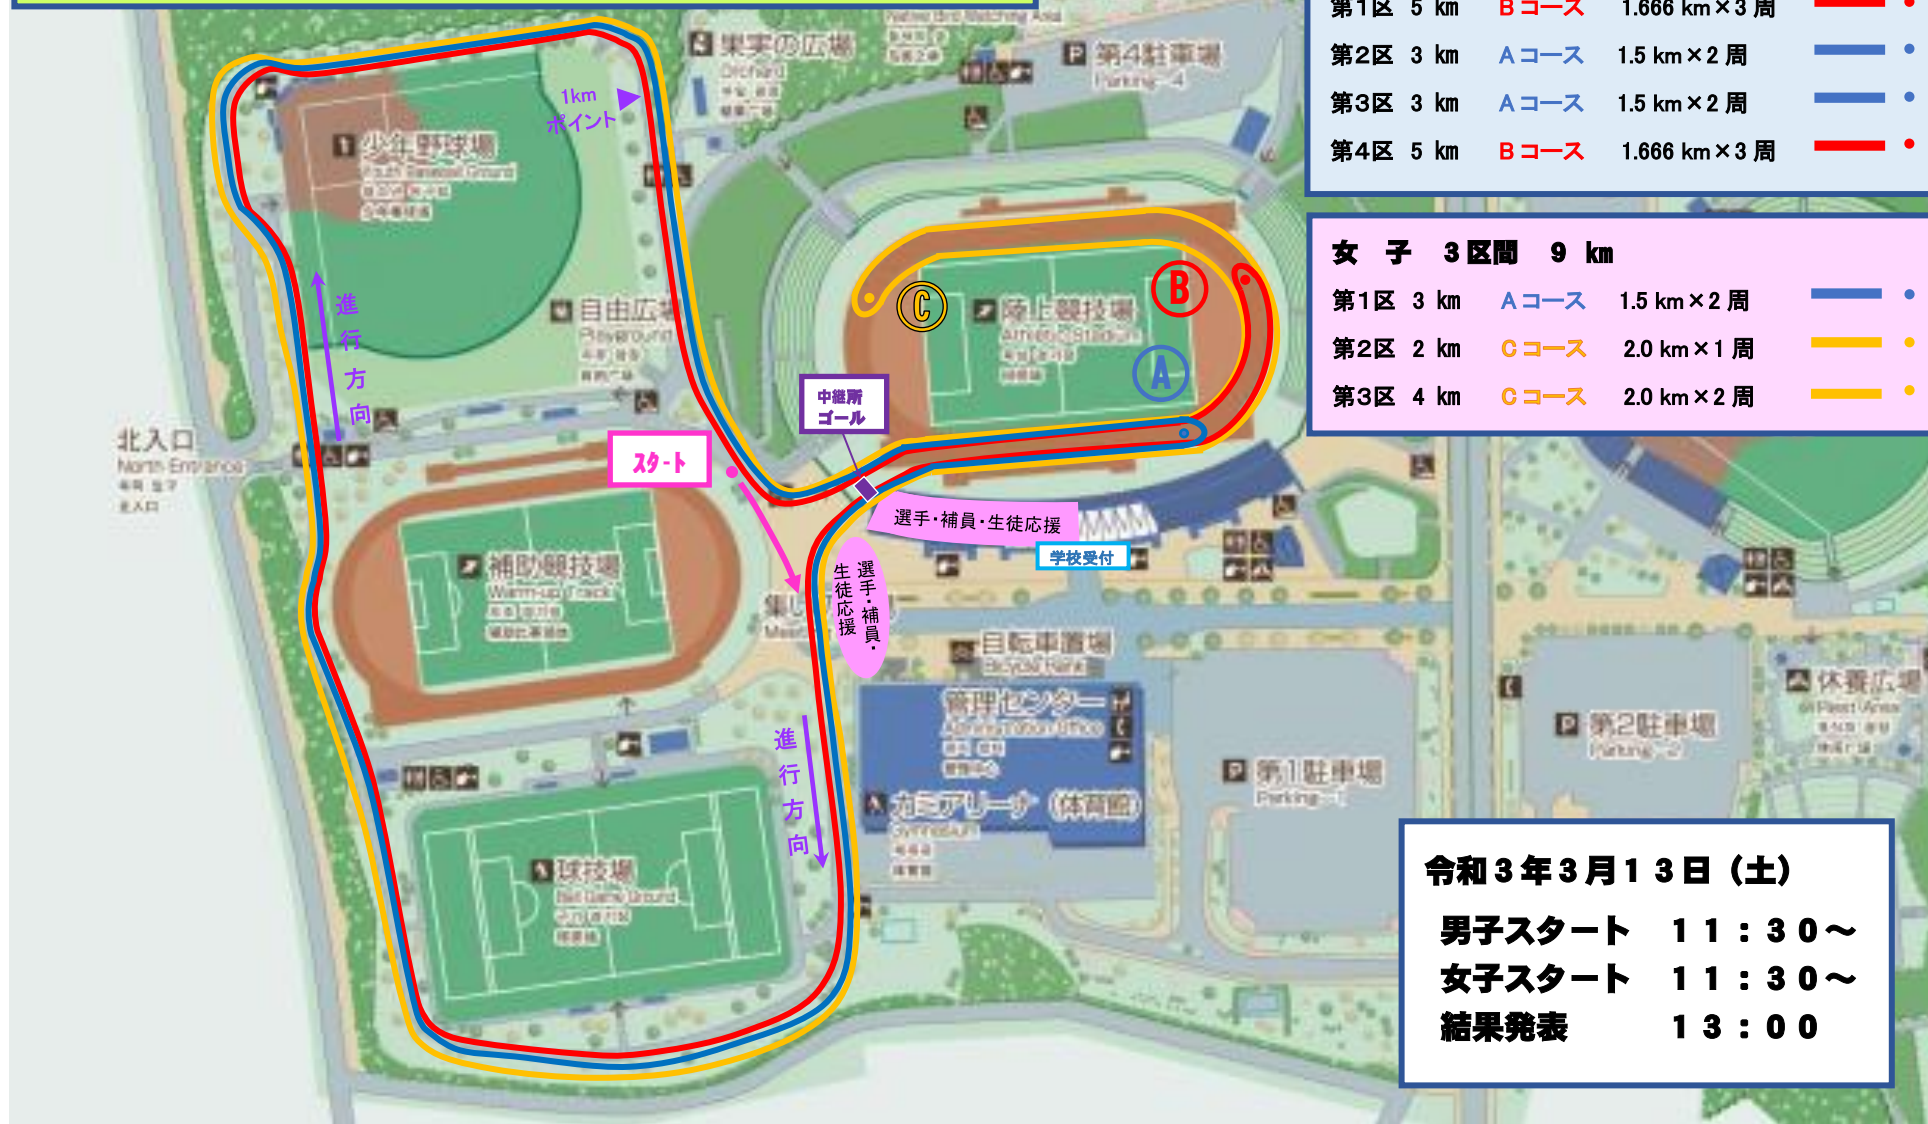 第1区 5 km Bコース 1.666 km×3 周
第2区 3 km Aコース 1.5 km×2 周
第3区 3 km Aコース 1.5 km×2 周
第4区 5 km Bコース 1.666 km×3 周
女 子 3区間 9 km
第1区 3 km Aコース 1.5 km×2 周
第2区 2 km Cコース 2.0 km×1 周
第3区 4 km Cコース 2.0 km×2 周
果実の広場
Orchard
P 第4駐車場
Parking-4
1km
ポイント
少年野球場
Youth Baseball Ground
自由広場
Playground
進行方向
C
B
A
陸上競技場
Athletic Stadium
中継所
ゴール
スタート
北入口
North Entrance
北入口
選手・補員・生徒応援
学校受付
選手・補員・
生徒応援
補助競技場
Warm-up Track
自転車置場
管理センター
Administration Office
カミアリーナ (体育館)
Gymnasium
進行方向
球技場
Ball Game Ground
P 第1駐車場
Parking-1
P 第2駐車場
Parking-2
休養広場
Rest Area
令和3年3月13日(土)
男子スタート 11:30～
女子スタート 11:30～
結果発表 13:00